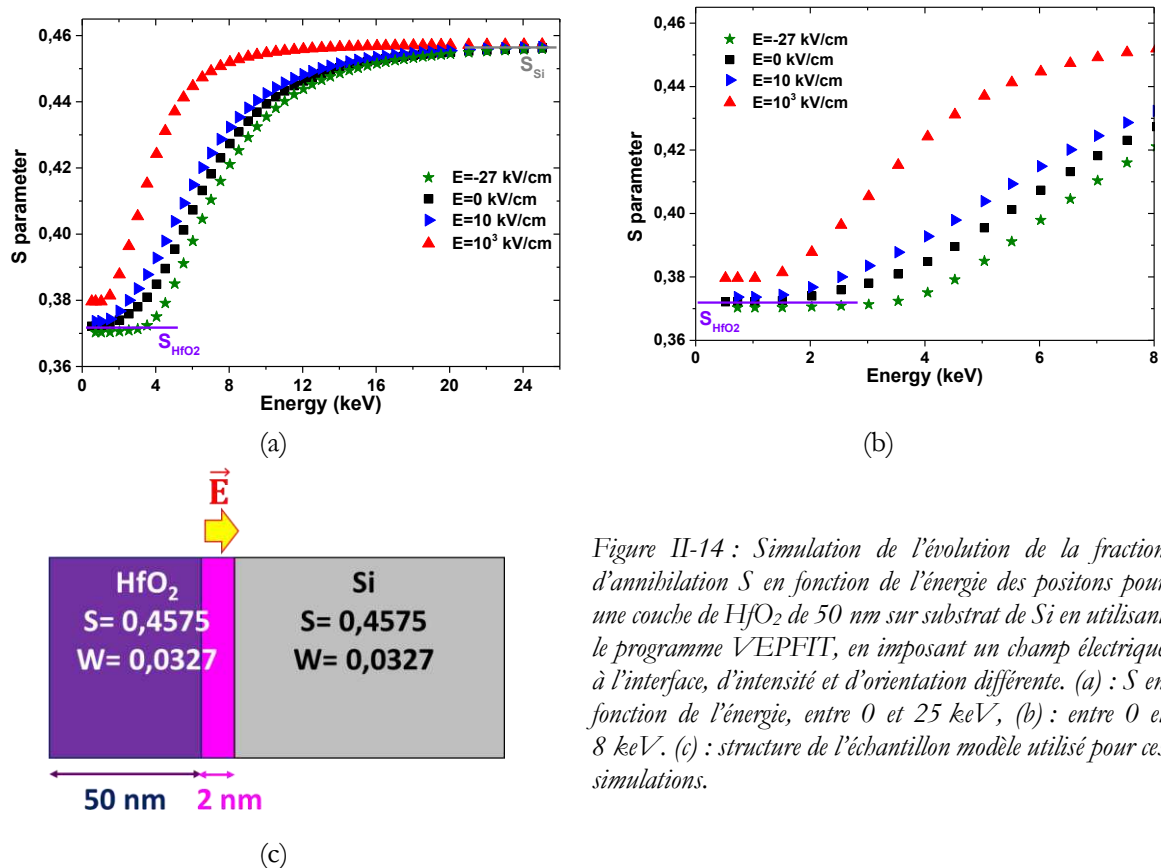 0,46
0,44
0,42
0,40
0,38
0,36
S parameter
0 4 8 12 16 20 24
Energy (keV)
S_Si
E=-27 kV/cm
E=0 kV/cm
E=10 kV/cm
E=10³ kV/cm
S_HfO2
(a)
0,46
0,44
0,42
0,40
0,38
0,36
S parameter
0 2 4 6 8
Energy (keV)
E=-27 kV/cm
E=0 kV/cm
E=10 kV/cm
E=10³ kV/cm
S_HfO2
(b)
E⃗
HfO₂
S= 0,4575
W= 0,0327
Si
S= 0,4575
W= 0,0327
50 nm
2 nm
(c)
Figure II-14 : Simulation de l’évolution de la fraction
d’annihilation S en fonction de l’énergie des positons pour
une couche de HfO₂ de 50 nm sur substrat de Si en utilisan
le programme VEPFIT, en imposant un champ électrique
à l’interface, d’intensité et d’orientation différente. (a) : S en
fonction de l’énergie, entre 0 et 25 keV, (b) : entre 0 e
8 keV. (c) : structure de l’échantillon modèle utilisé pour ce
simulations.